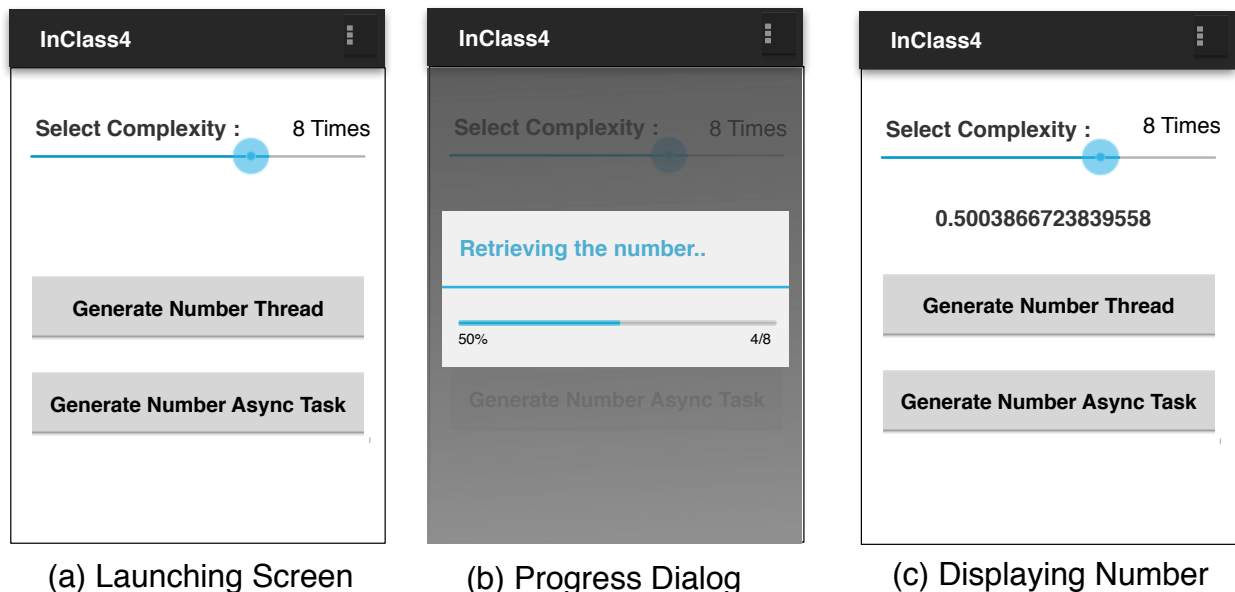 InClass4
Select Complexity : 8 Times
Generate Number Thread
Generate Number Async Task
(a) Launching Screen
InClass4
Select Complexity : 8 Times
Retrieving the number..
50% 4/8
Generate Number Async Task
(b) Progress Dialog
InClass4
Select Complexity : 8 Times
0.5003866723839558
Generate Number Thread
Generate Number Async Task
(c) Displaying Number